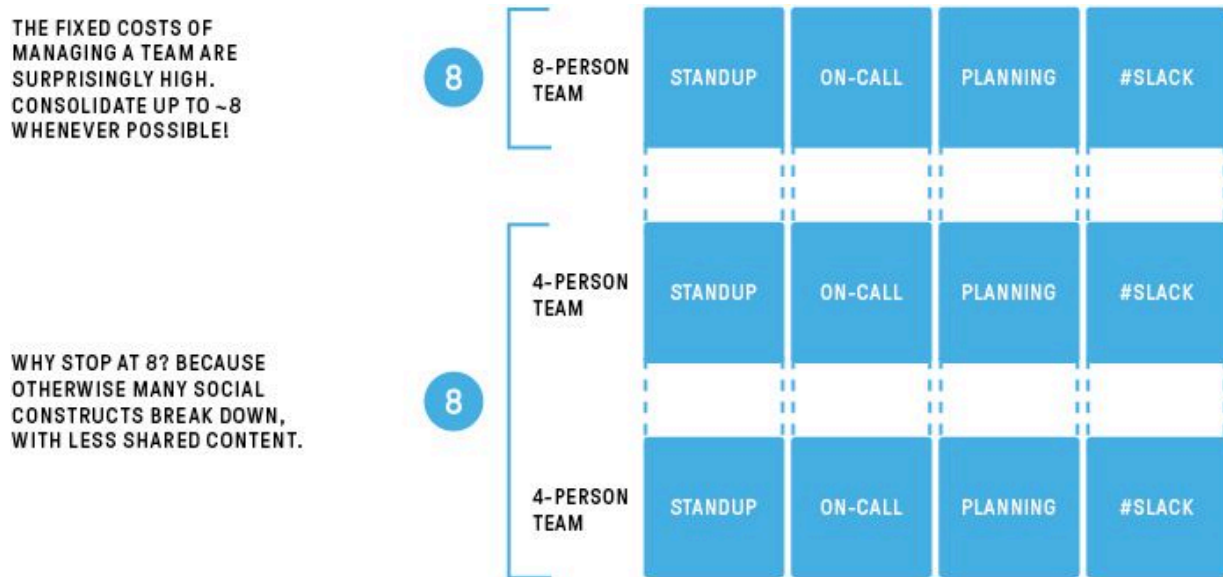 THE FIXED COSTS OF
MANAGING A TEAM ARE
SURPRISINGLY HIGH.
CONSOLIDATE UP TO ~8
WHENEVER POSSIBLE!
8
8-PERSON
TEAM
STANDUP
ON-CALL
PLANNING
#SLACK
4-PERSON
TEAM
STANDUP
ON-CALL
PLANNING
#SLACK
WHY STOP AT 8? BECAUSE
OTHERWISE MANY SOCIAL
CONSTRUCTS BREAK DOWN,
WITH LESS SHARED CONTENT.
8
4-PERSON
TEAM
STANDUP
ON-CALL
PLANNING
#SLACK